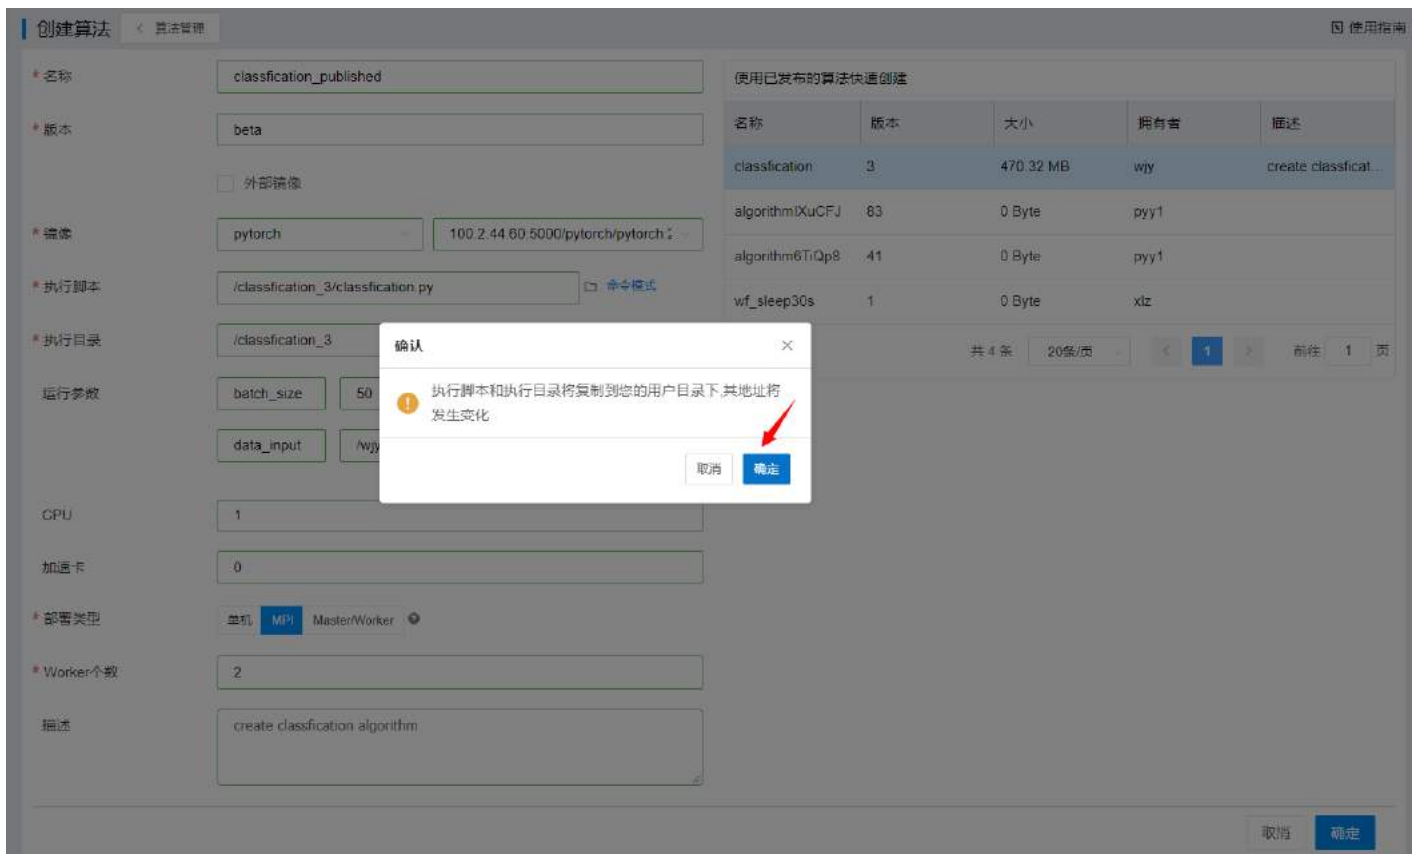 创建算法
算法管理
使用指南
* 名称
classfication_published
* 版本
beta
外部镜像
* 镜像
pytorch
100.2.44.60:5000/pytorch/pytorch:
* 执行脚本
/classfication_3/classfication.py
命令模式
* 执行目录
/classfication_3
运行参数
batch_size
50
data_input
/wjy
CPU
1
加速卡
0
* 部署类型
单机 MPI Master/Worker
* Worker个数
2
描述
create classfication algorithm
使用已发布的算法快速创建
名称 版本 大小 拥有者 描述
classfication 3 470.32 MB wjy create classficat...
algorithmIXuCFJ 83 0 Byte pyy1
algorithm6TiQp8 41 0 Byte pyy1
wf_sleep30s 1 0 Byte xlz
共 4 条 20条/页 1 前往 1 页
确认
执行脚本和执行目录将复制到您的用户目录下,其地址将
发生变化
取消 确定
取消 确定